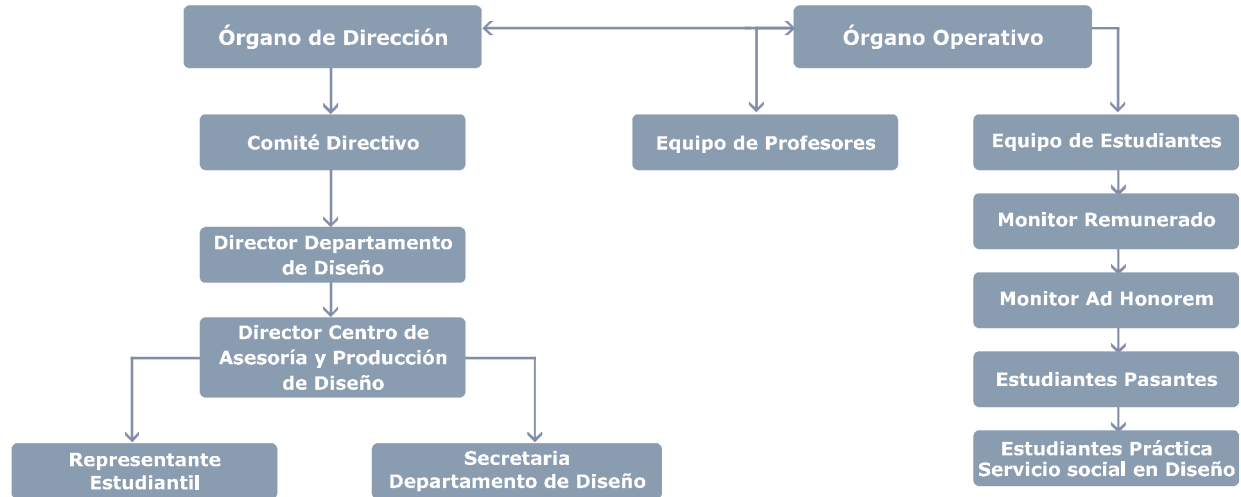 Órgano de Dirección
Órgano Operativo
Comité Directivo
Equipo de Profesores
Equipo de Estudiantes
Monitor Remunerado
Director Departamento
de Diseño
Monitor Ad Honorem
Director Centro de
Asesoría y Producción
de Diseño
Estudiantes Pasantes
Representante
Estudiantil
Secretaria
Departamento de Diseño
Estudiantes Práctica
Servicio social en Diseño